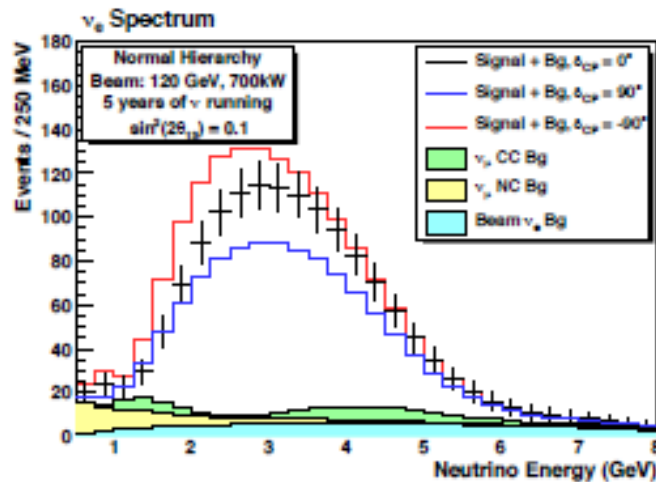 νe Spectrum
Events / 250 MeV
180
160
140
120
100
80
60
40
20
0
Normal Hierarchy
Beam: 120 GeV, 700kW
5 years of ν running
sin²(2θ₁₃) = 0.1
Signal + Bg, δCP = 0°
Signal + Bg, δCP = 90°
Signal + Bg, δCP = -90°
νμ CC Bg
νμ NC Bg
Beam νe Bg
1 2 3 4 5 6 7 8
Neutrino Energy (GeV)